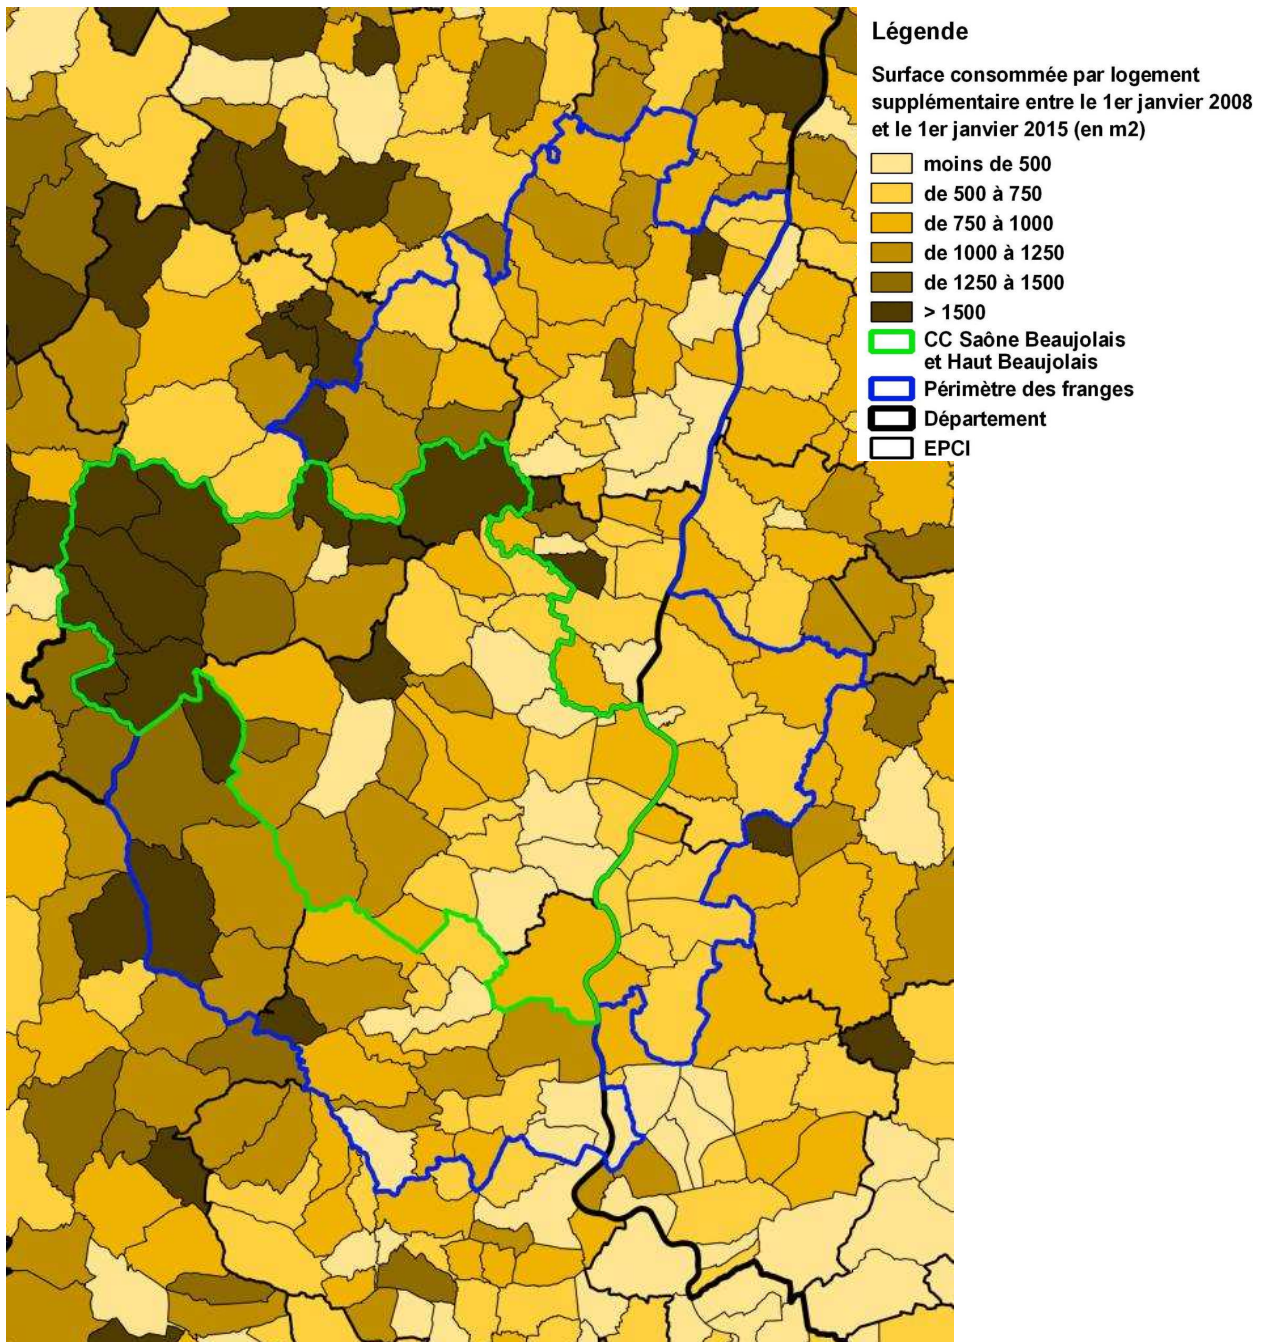 Légende
Surface consommée par logement
supplémentaire entre le 1er janvier 2008
et le 1er janvier 2015 (en m2)
moins de 500
de 500 à 750
de 750 à 1000
de 1000 à 1250
de 1250 à 1500
> 1500
CC Saône Beaujolais
et Haut Beaujolais
Périmètre des franges
Département
EPCI